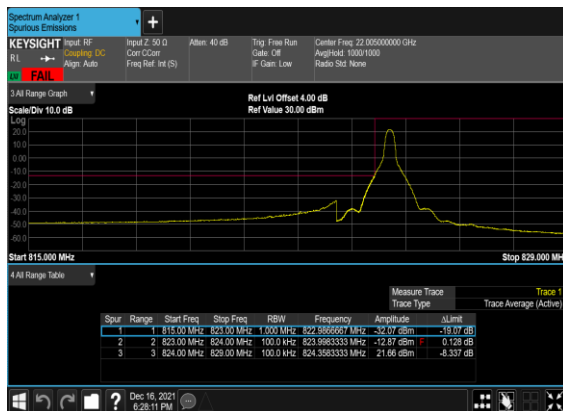 Spectrum Analyzer 1
Spurious Emissions
KEYSIGHT Input: RF Input Z: 50 Ω Atten: 40 dB Trig: Free Run Center Freq: 22.005000000 GHz
Coupling: DC Corr CCorr Gate: Off Avg|Hold: 1000/1000
RL Align: Auto Freq Ref: Int (S) IF Gain: Low Radio Std: None
LU FAIL
3 All Range Graph
Ref Lvl Offset 4.00 dB
Scale/Div 10.0 dB Ref Value 30.00 dBm
Log
20.0
10.0
0.00
-10.0
-20.0
-30.0
-40.0
-50.0
-60.0
Start 815.000 MHz Stop 829.000 MH
4 All Range Table
Measure Trace Trace 1
Trace Type Trace Average (Active)
Spur Range Start Freq Stop Freq RBW Frequency Amplitude ΔLimit
1 1 815.00 MHz 823.00 MHz 1.000 MHz 822.9866667 MHz -32.07 dBm -19.07 dB
2 2 823.00 MHz 824.00 MHz 100.0 kHz 823.9983333 MHz -12.87 dBm F 0.128 dB
3 3 824.00 MHz 829.00 MHz 100.0 kHz 824.3583333 MHz 21.66 dBm -8.337 dB
? Dec 16, 2021
6:28:11 PM